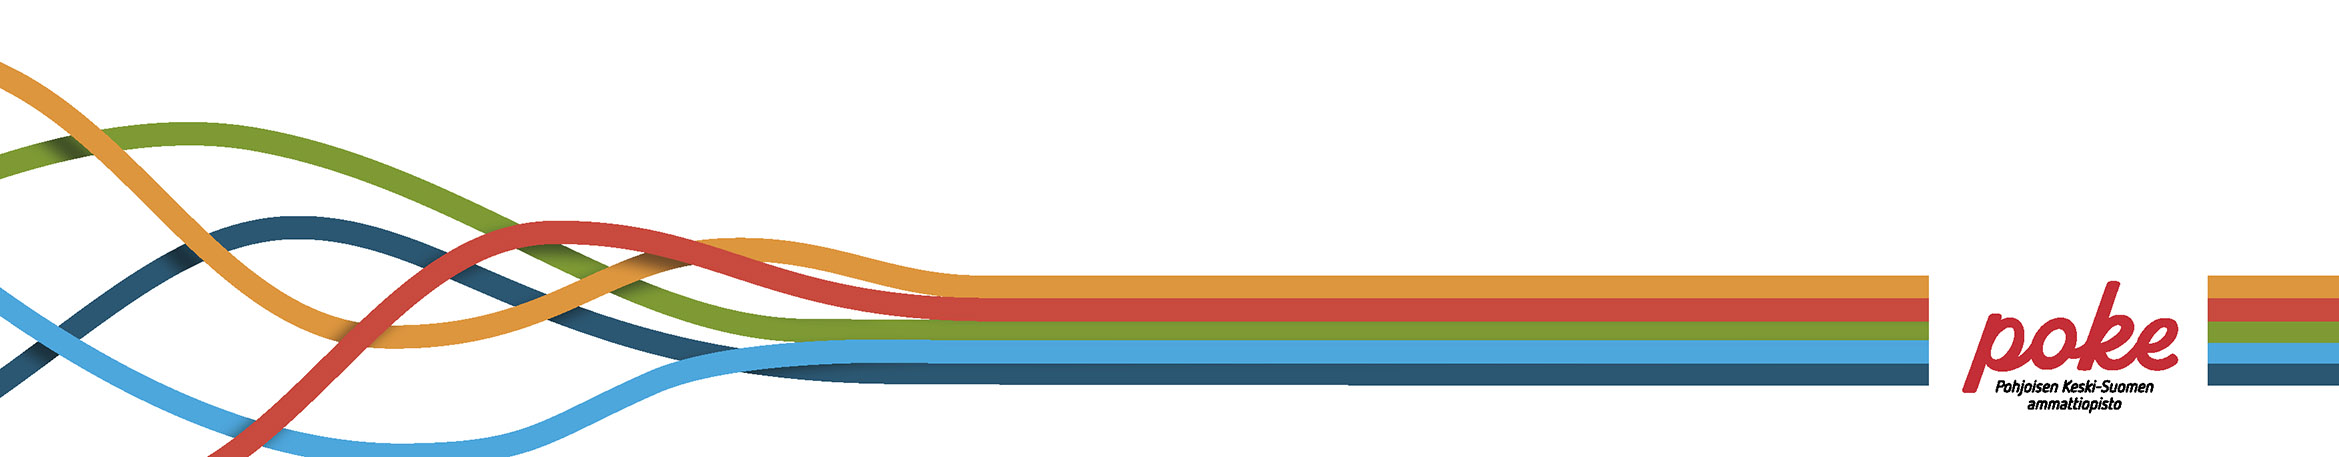 poke
Pohjoisen Keski-Suomen
ammattiopisto